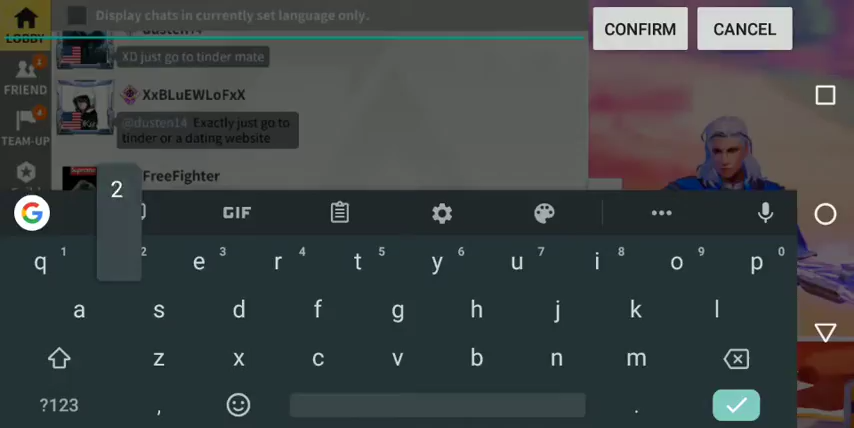 Display chats in currently set language only.
CONFIRM
CANCEL
LOBBY
dusten14
XD just go to tinder mate
FRIEND
XxBLuEWLoFxX
@dusten14 Exactly just go to
tinder or a dating website
TEAM-UP
FreeFighter
2
GIF
q 1 2 e 3 r 4 t 5 y 6 u 7 i 8 o 9 p 0
a s d f g h j k l
z x c v b n m
?123 , .